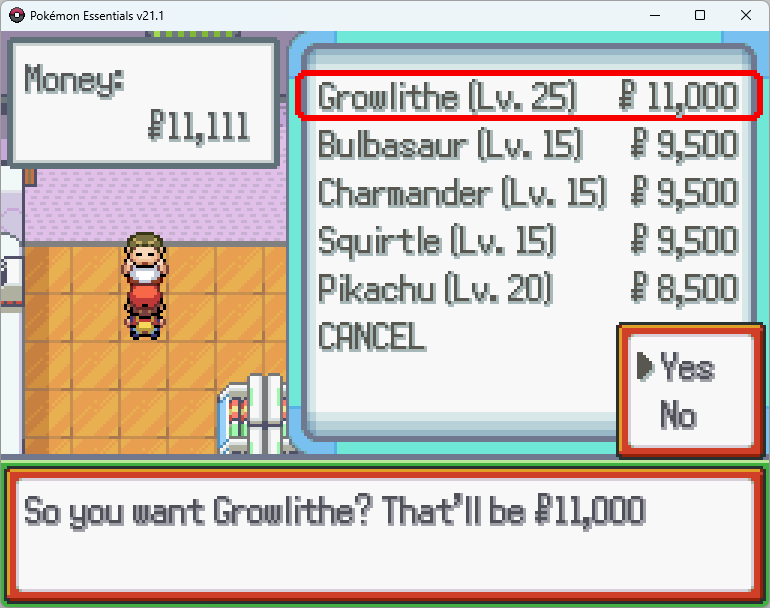 Pokémon Essentials v21.1
Money:
₽11,111
Growlithe (Lv. 25) ₽ 11,000
Bulbasaur (Lv. 15) ₽ 9,500
Charmander (Lv. 15) ₽ 9,500
Squirtle (Lv. 15) ₽ 9,500
Pikachu (Lv. 20) ₽ 8,500
CANCEL
Yes
No
So you want Growlithe? That'll be ₽11,000